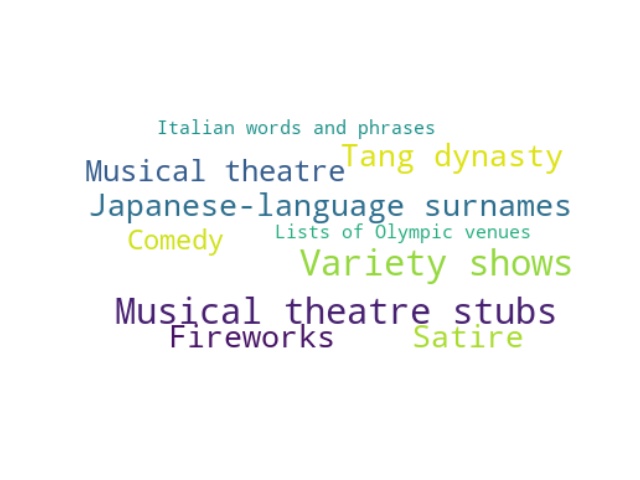 Italian words and phrases
Tang dynasty
Musical theatre
Japanese-language surnames
Lists of Olympic venues
Comedy
Variety shows
Musical theatre stubs
Fireworks
Satire